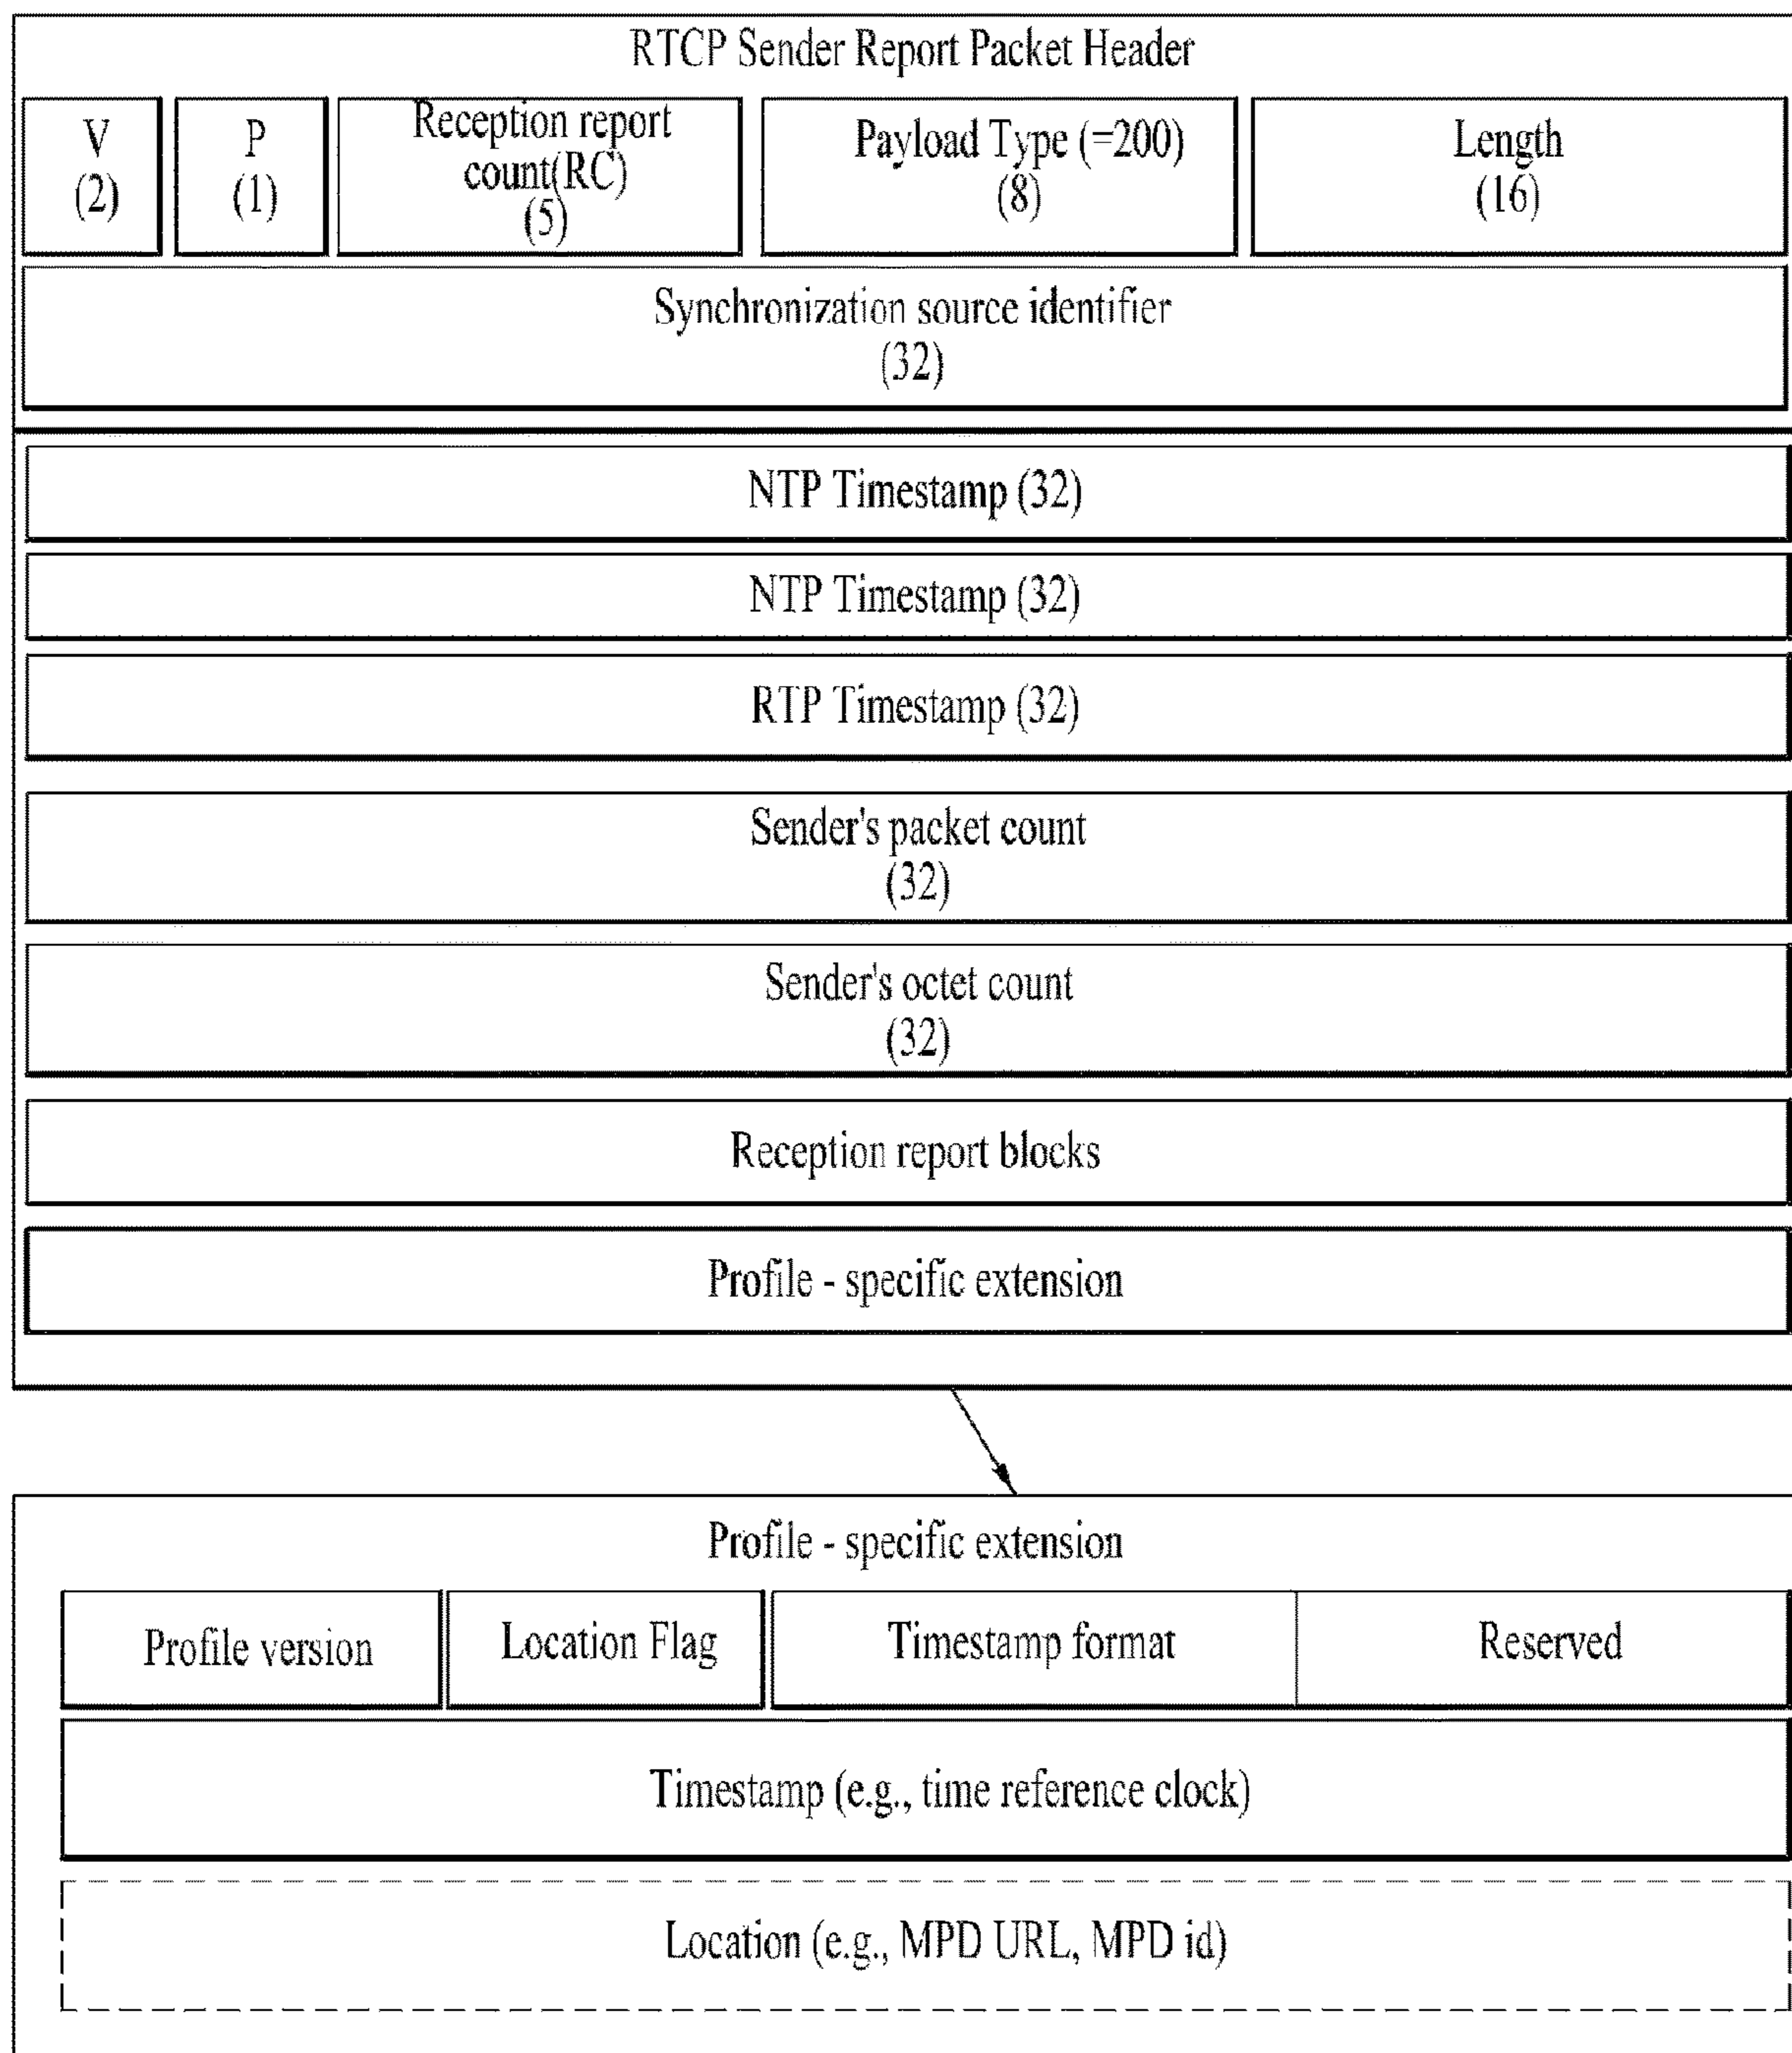 RTCP Sender Report Packet Header
V
(2)
P
(1)
Reception report
count(RC)
(5)
Payload Type (=200)
(8)
Length
(16)
Synchronization source identifier
(32)
NTP Timestamp (32)
NTP Timestamp (32)
RTP Timestamp (32)
Sender's packet count
(32)
Sender's octet count
(32)
Reception report blocks
Profile - specific extension
Profile - specific extension
Profile version
Location Flag
Timestamp format
Reserved
Timestamp (e.g., time reference clock)
Location (e.g., MPD URL, MPD id)